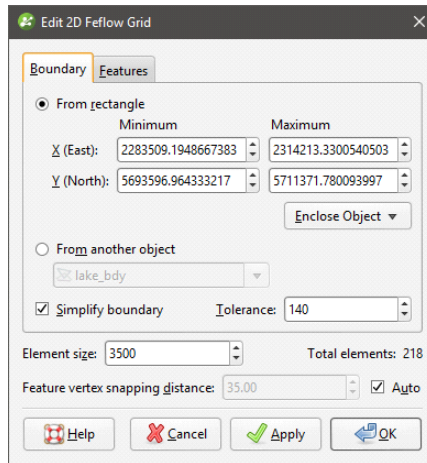 Edit 2D Feflow Grid
Boundary Features
From rectangle
Minimum Maximum
X (East): 2283509.1948667383 2314213.3300540503
Y (North): 5693596.964333217 5711371.780093997
Enclose Object
From another object
lake_bdy
Simplify boundary Tolerance: 140
Element size: 3500 Total elements: 218
Feature vertex snapping distance: 35.00 Auto
Help Cancel Apply OK